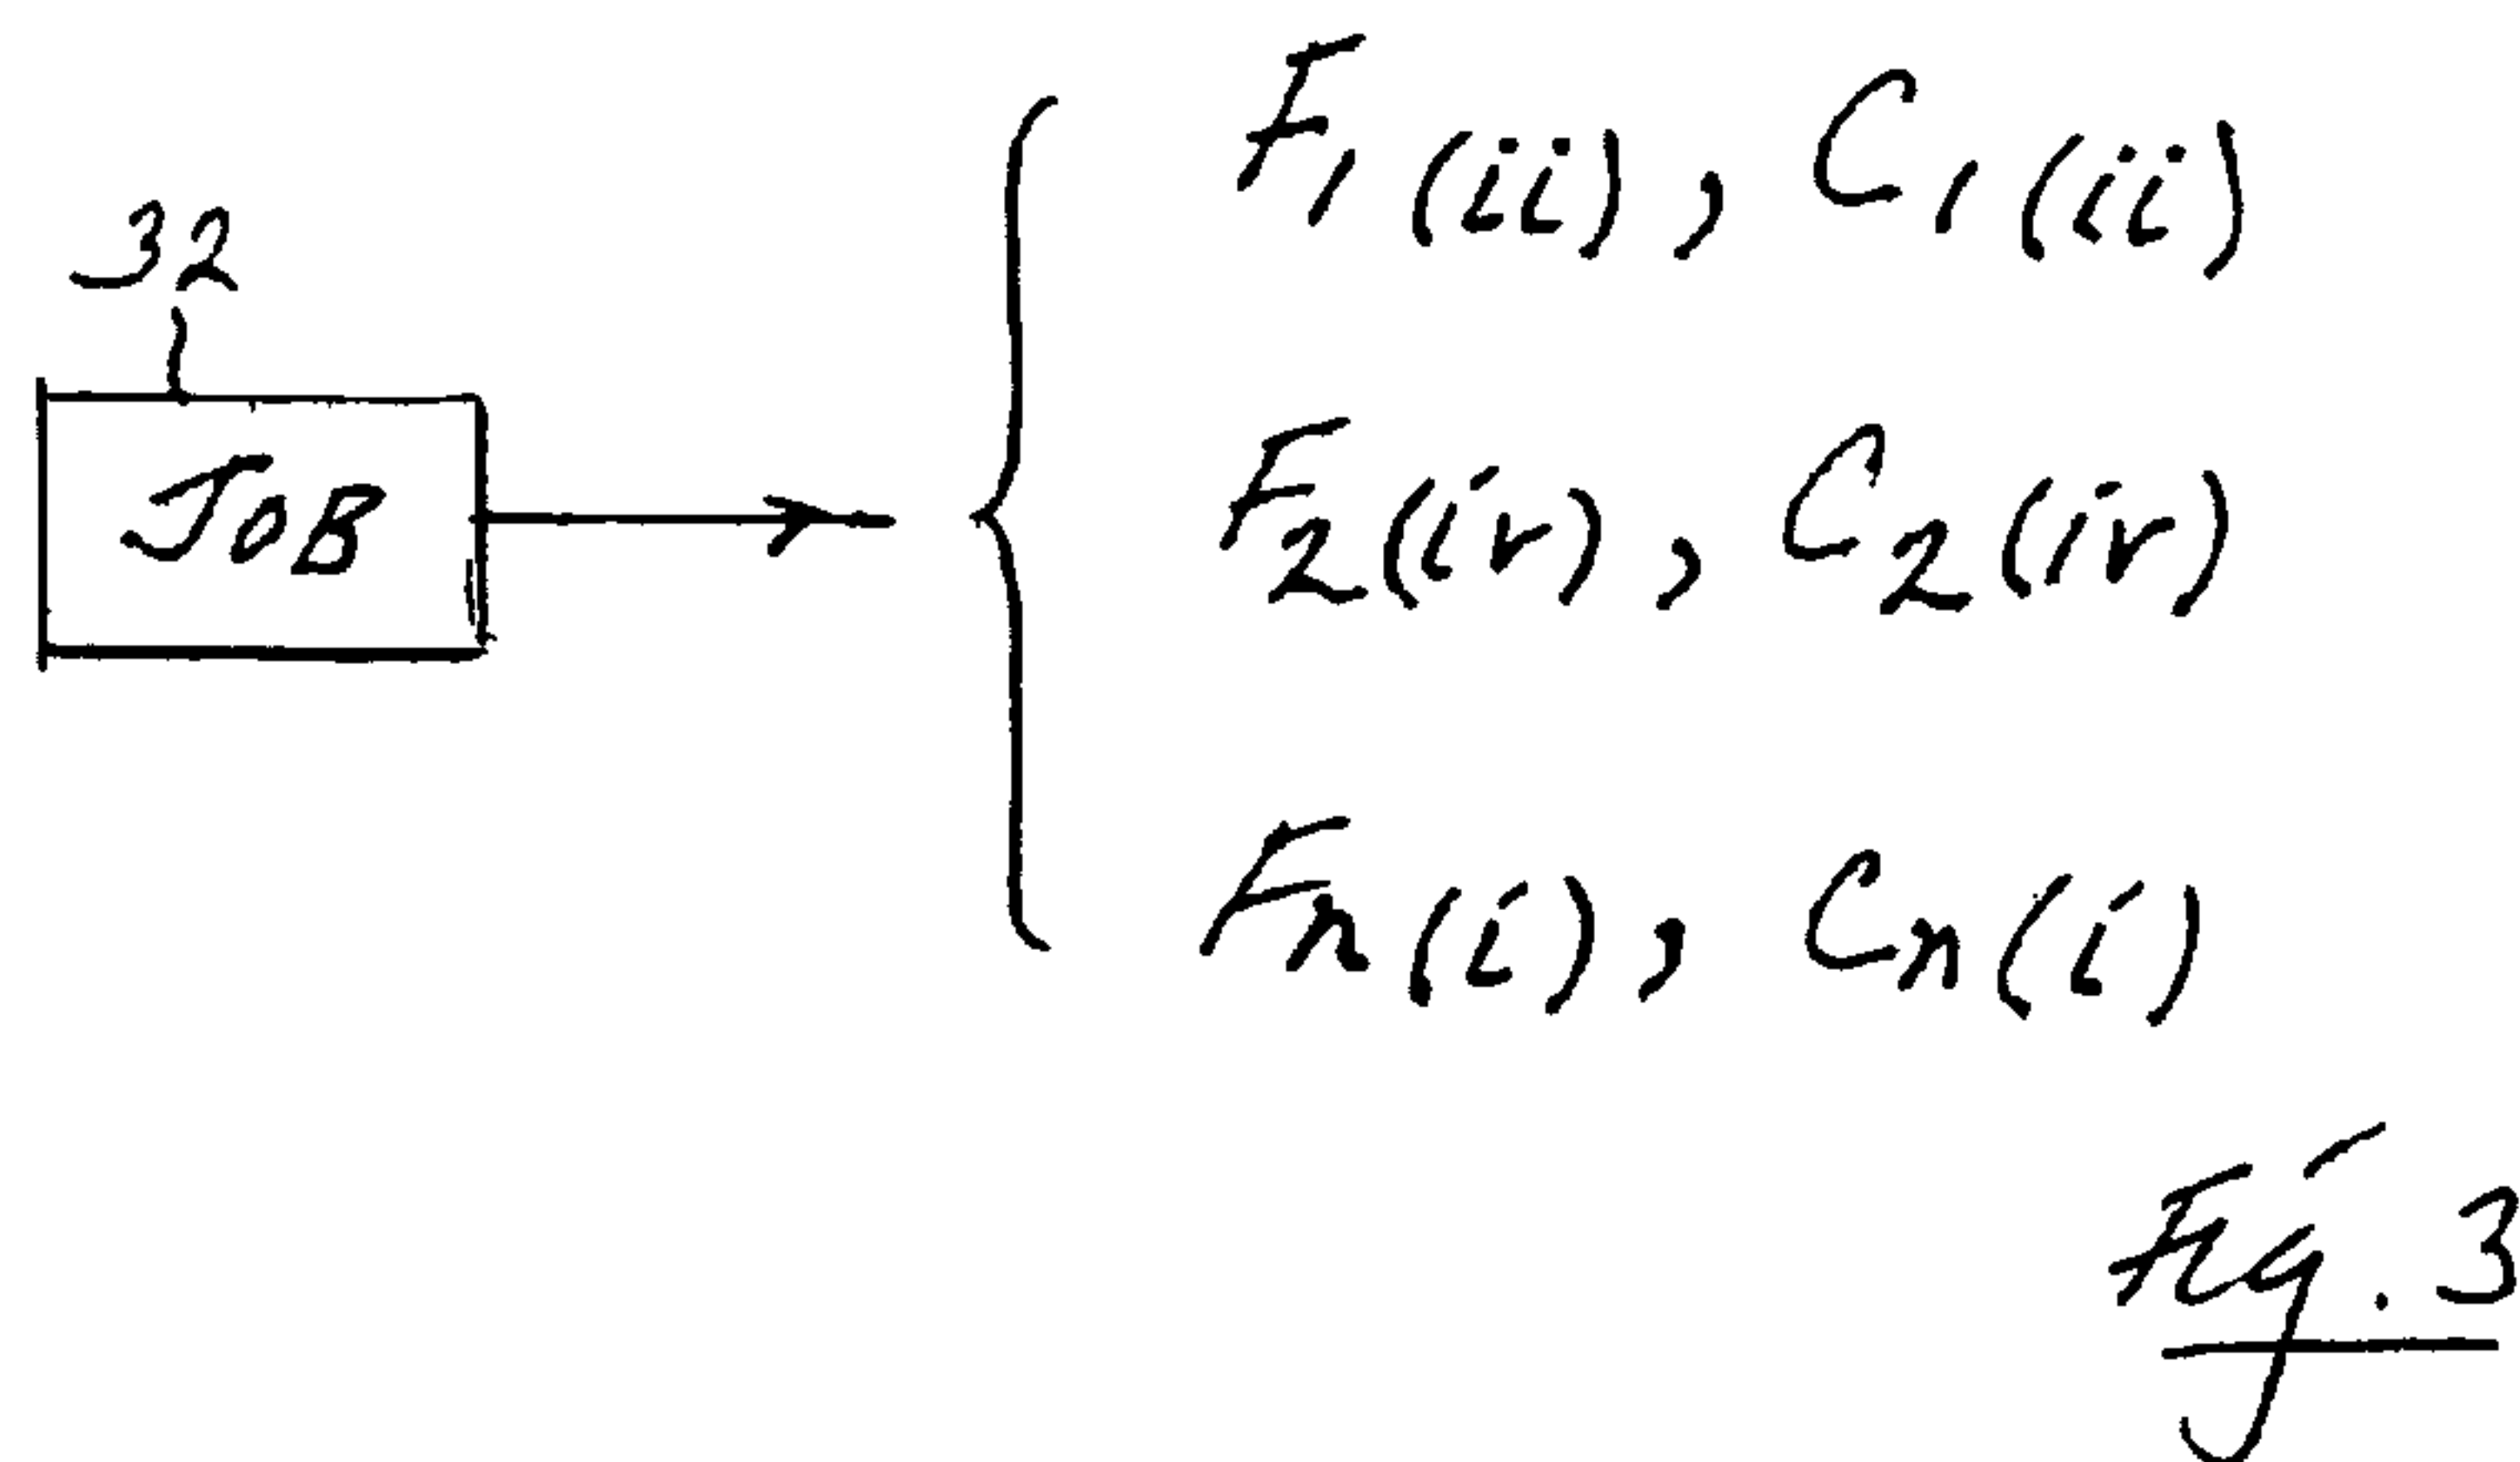 32
JOB
F1(ii), C1(ii)
F2(iv), C2(iv)
Fn(i), Cn(i)
Fig. 3